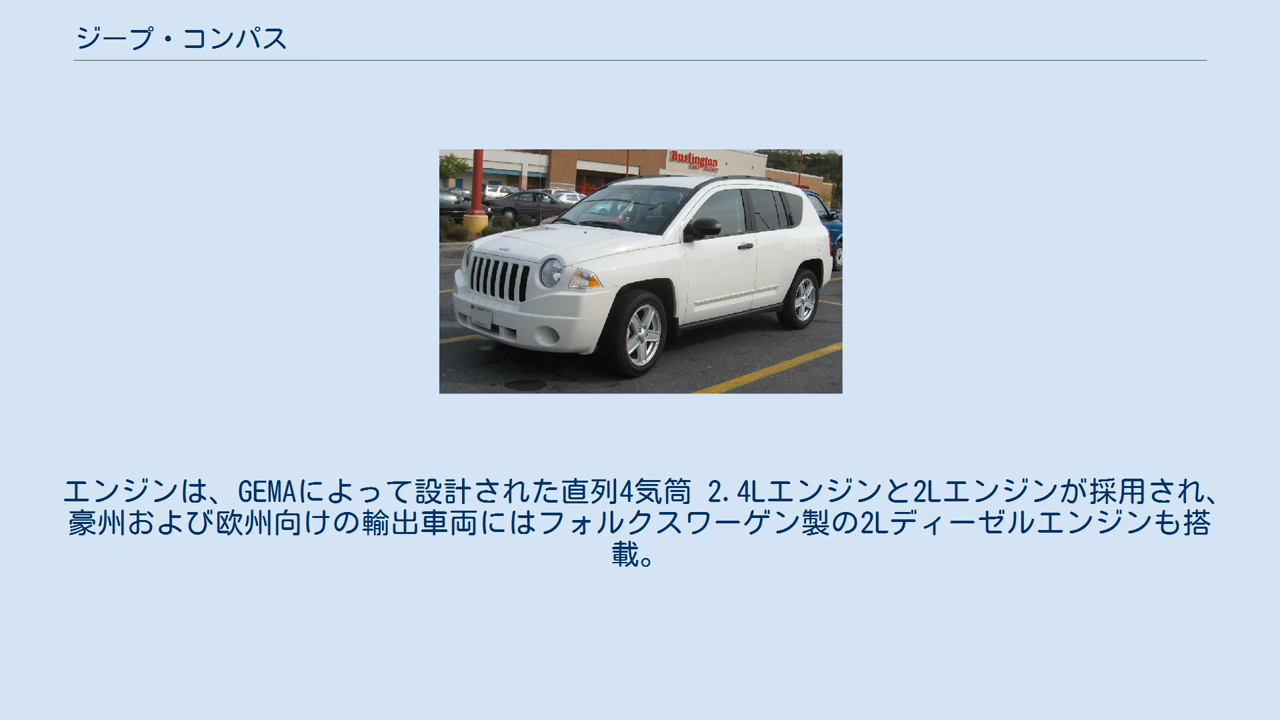 ジープ・コンパス
Burlington
エンジンは、GEMAによって設計された直列4気筒 2.4Lエンジンと2Lエンジンが採用され、
豪州および欧州向けの輸出車両にはフォルクスワーゲン製の2Lディーゼルエンジンも搭
載。